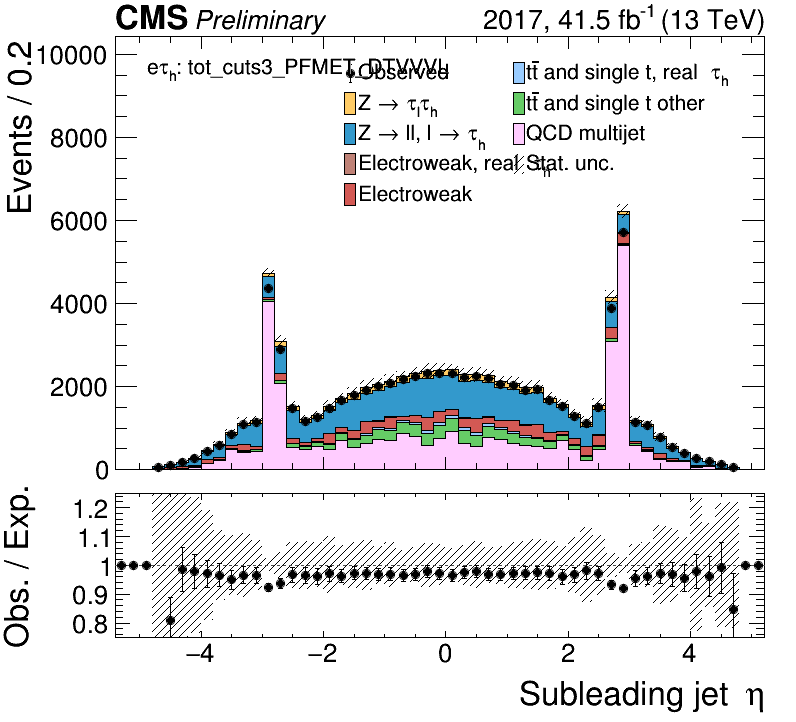 CMS Preliminary 2017, 41.5 fb⁻¹ (13 TeV)
eτₕ: tot_cuts3_PFMET_DTVVVL
Observed
tt̄ and single t, real τₕ
Z → τₗτₕ
tt̄ and single t other
Z → ll, l → τₕ
QCD multijet
Electroweak, real τₕ
Stat. unc.
Electroweak
Events / 0.2
10000
8000
6000
4000
2000
0
Obs. / Exp.
1.2
1.1
1
0.9
0.8
−4 −2 0 2 4
Subleading jet η